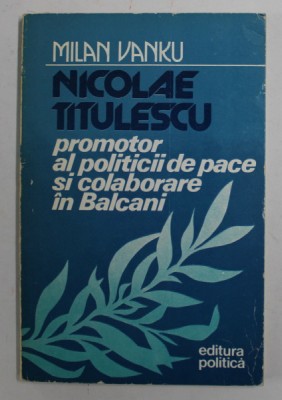 MILAN VANKU
NICOLAE
TITULESCU
promotor
al politicii de pace
si colaborare
în Balcani
editura
politică